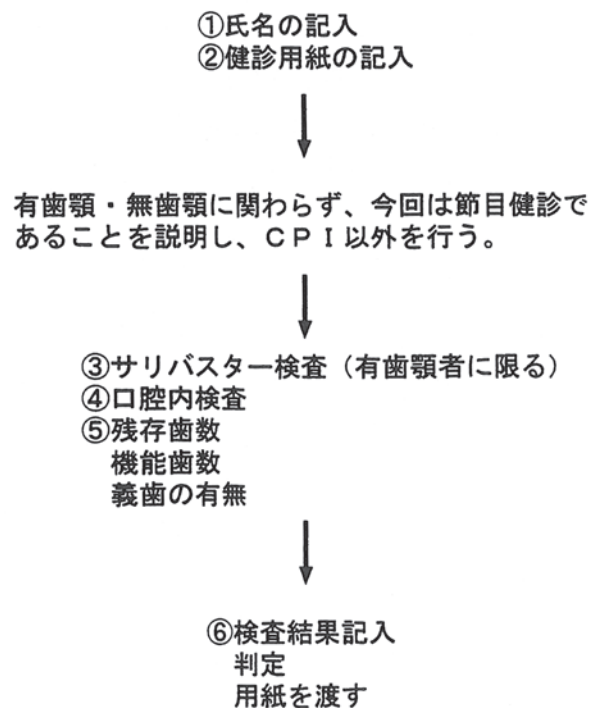 ①氏名の記入
②健診用紙の記入
有歯顎・無歯顎に関わらず、今回は節目健診で
あることを説明し、ＣＰＩ以外を行う。
③サリバスター検査（有歯顎者に限る）
④口腔内検査
⑤残存歯数
機能歯数
義歯の有無
⑥検査結果記入
判定
用紙を渡す